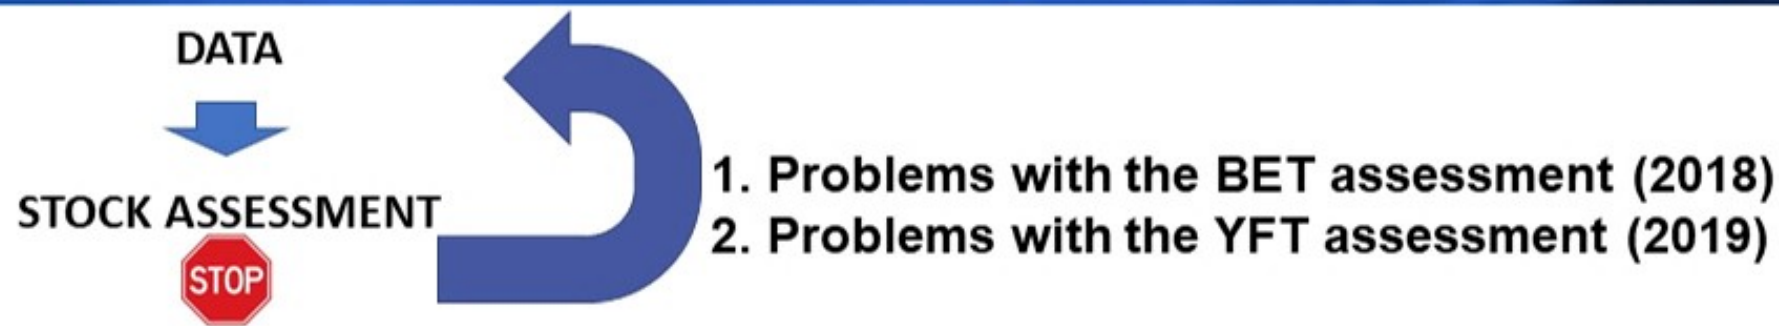 DATA
STOCK ASSESSMENT
STOP
1. Problems with the BET assessment (2018)
2. Problems with the YFT assessment (2019)